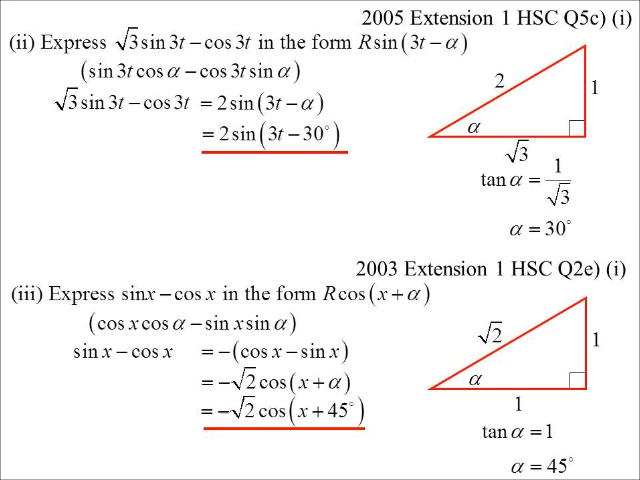 2005 Extension 1 HSC Q5c) (i)
(ii) Express √3 sin 3t − cos 3t in the form R sin(3t − α)
(sin 3t cos α − cos 3t sin α)
√3 sin 3t − cos 3t = 2 sin(3t − α)
= 2 sin(3t − 30°)
2
1
α
√3
tan α = 1/√3
α = 30°
2003 Extension 1 HSC Q2e) (i)
(iii) Express sin x − cos x in the form R cos(x + α)
(cos x cos α − sin x sin α)
sin x − cos x = −(cos x − sin x)
= −√2 cos(x + α)
= −√2 cos(x + 45°)
√2
1
α
1
tan α = 1
α = 45°